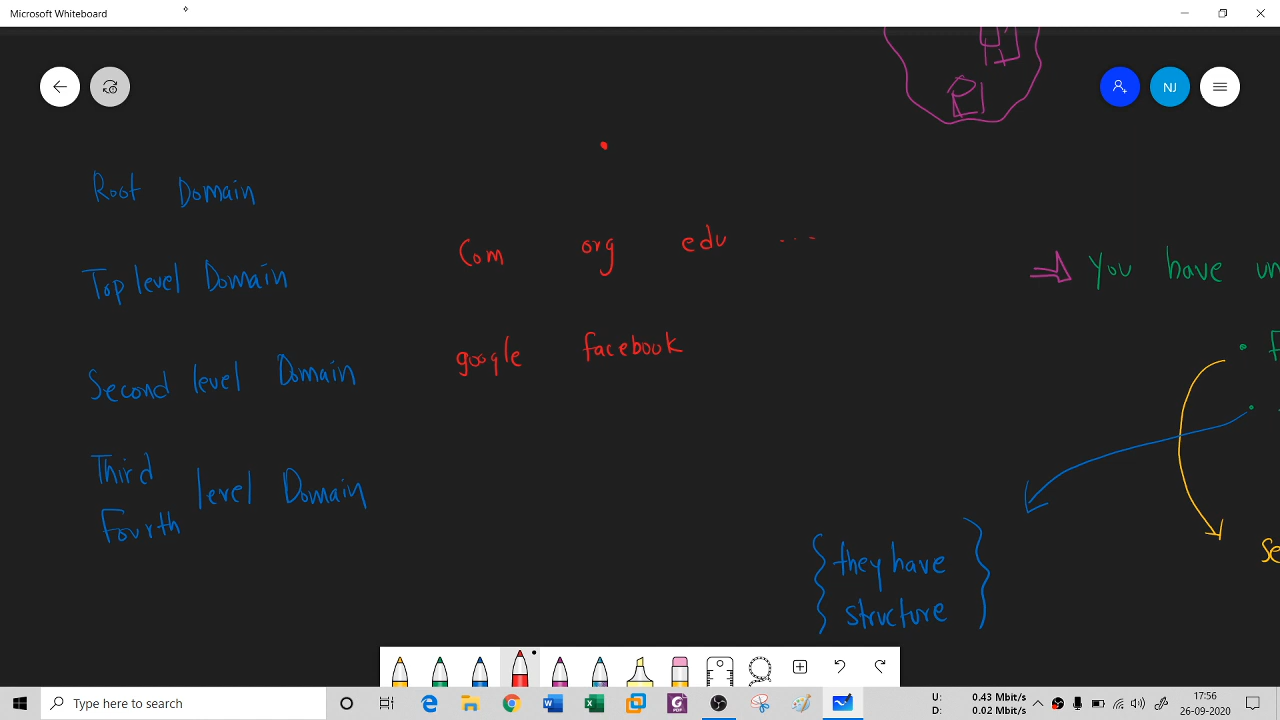 Microsoft Whiteboard
NJ
R1
Root Domain
.
Com org edu ...
Top level Domain
You have
google facebook
Second level Domain
Third
Fourth level Domain
they have
structure
Type here to search
U: 0.43 Mbit/s
D: 0.02 Mbit/s
17:56
26-09-2020